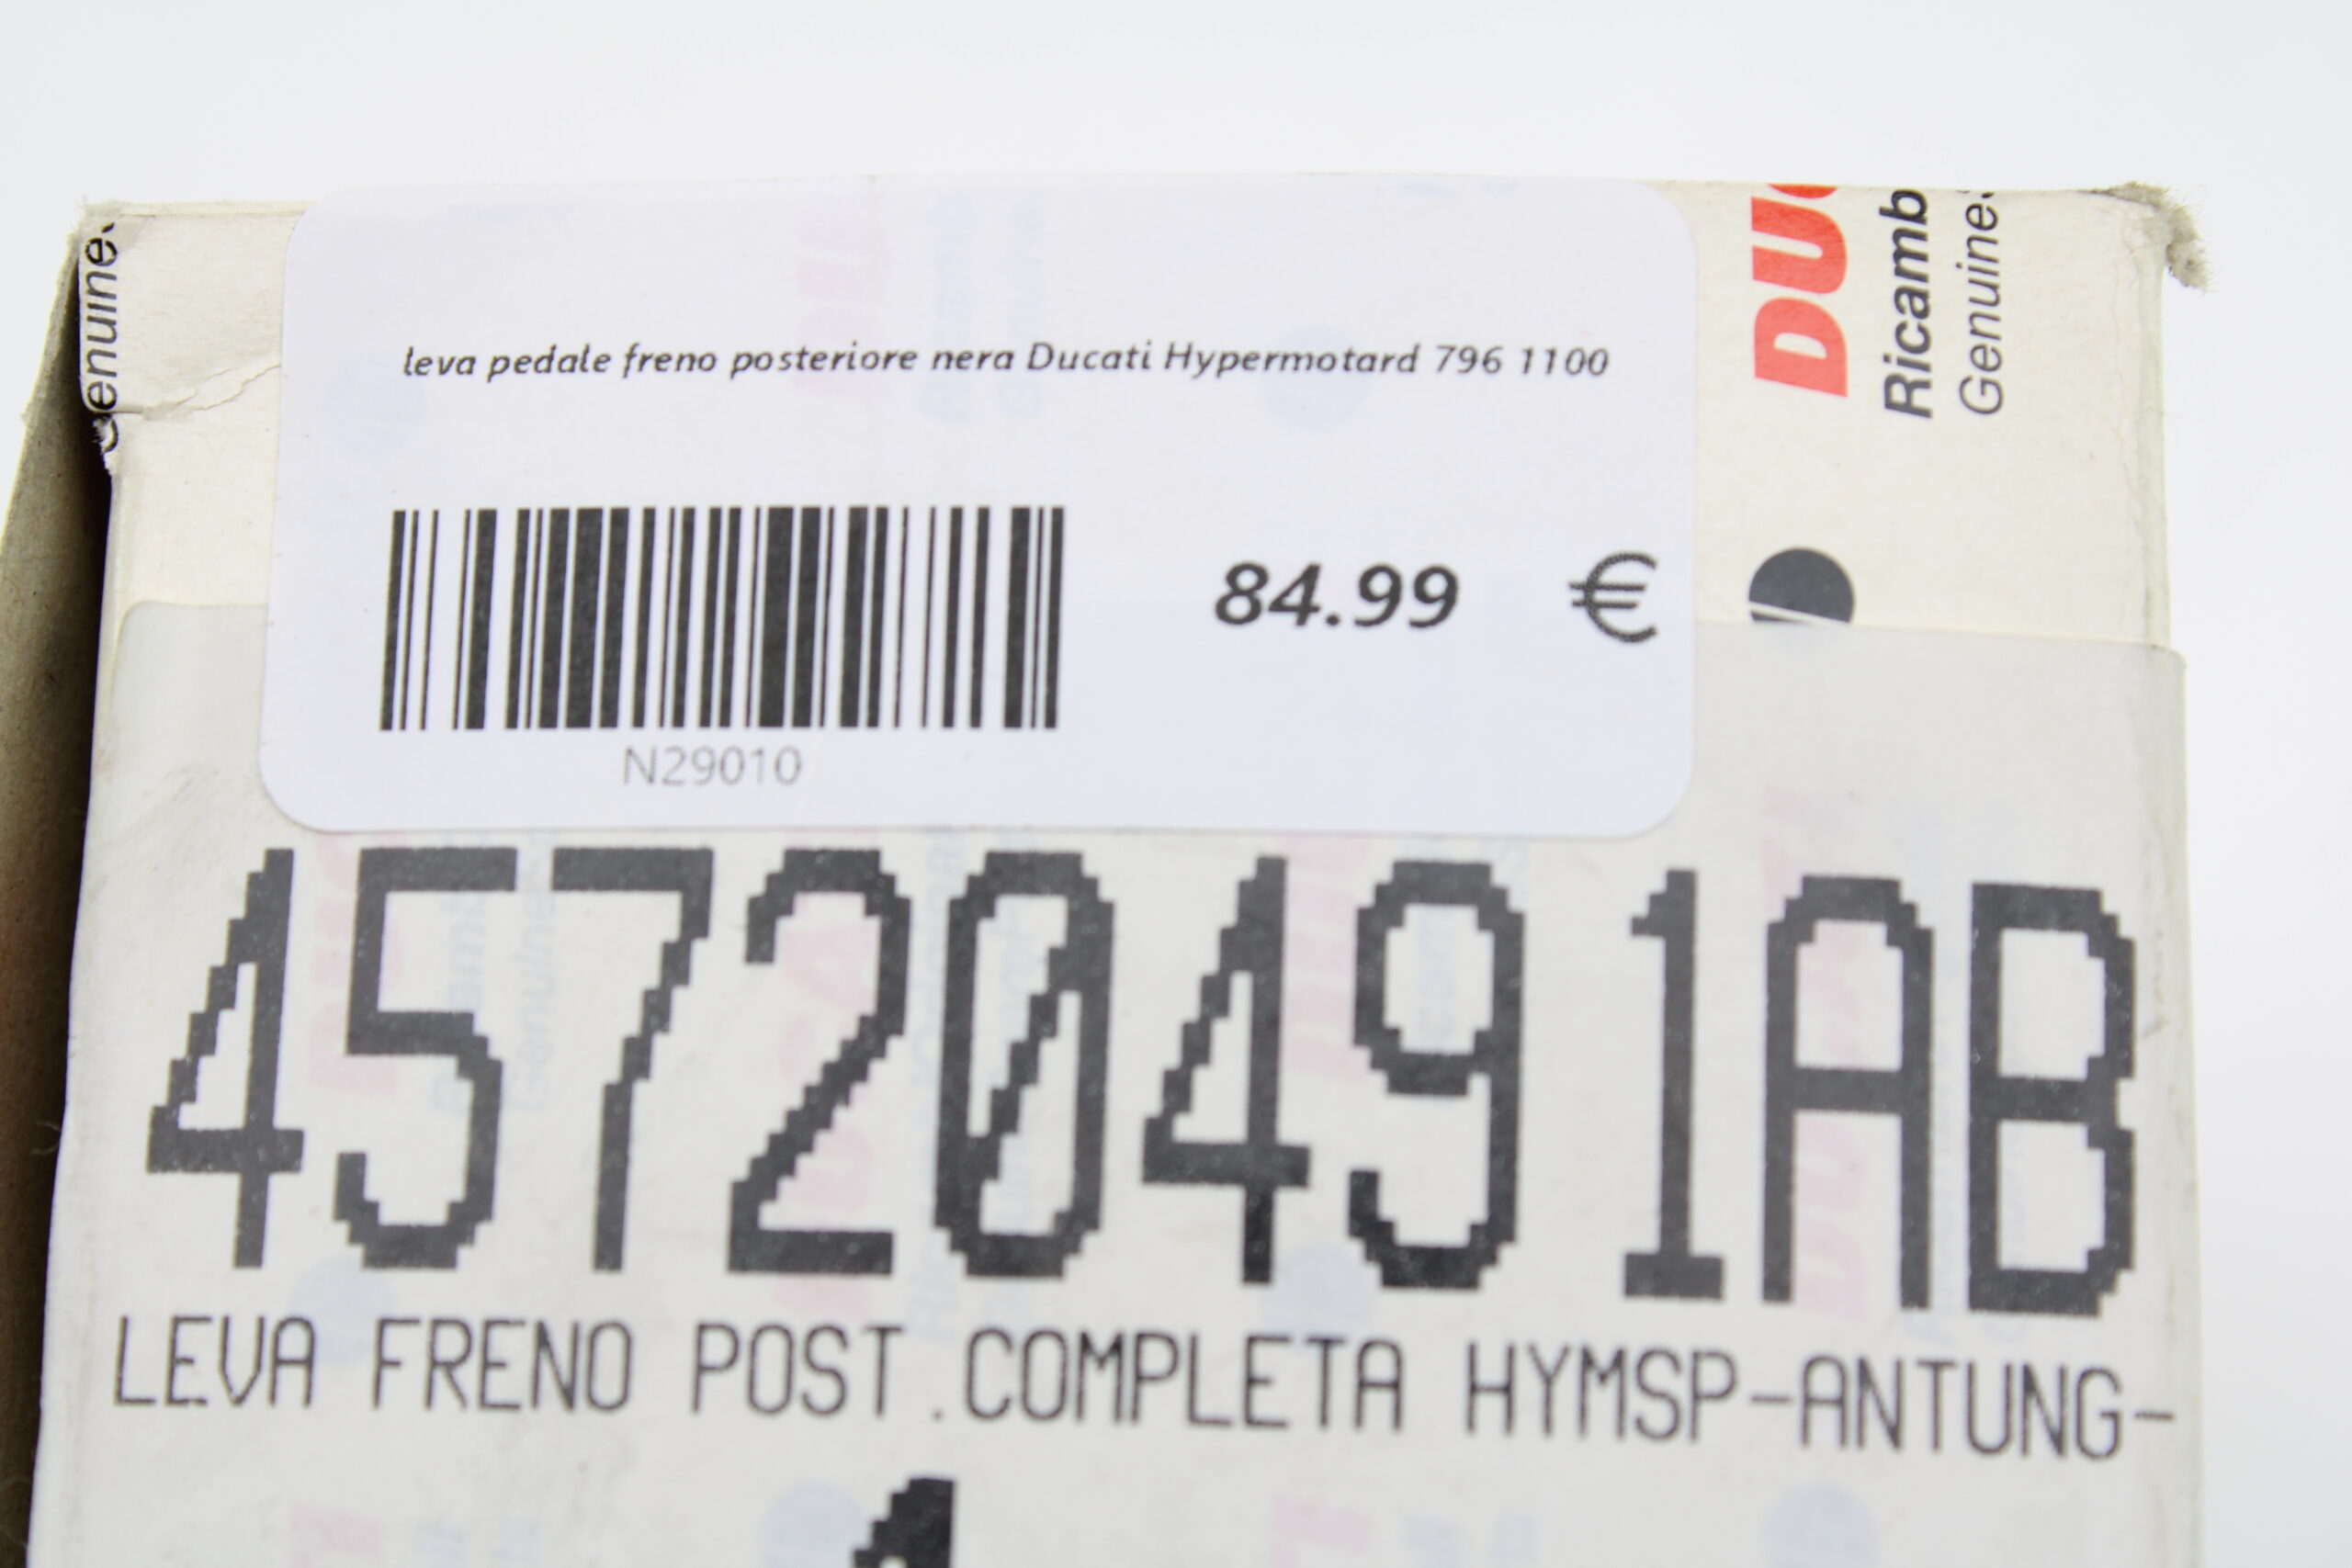 leva pedale freno posteriore nera Ducati Hypermotard 796 1100
84.99 €
N29010
Ricamb
Genuine
45720491AB
LEVA FRENO POST.COMPLETA HYMSP-ANTUNG-
DU
Genuine